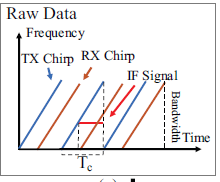 Raw Data
Frequency
TX Chirp
RX Chirp
IF Signal
Bandwidth
Time
Tc